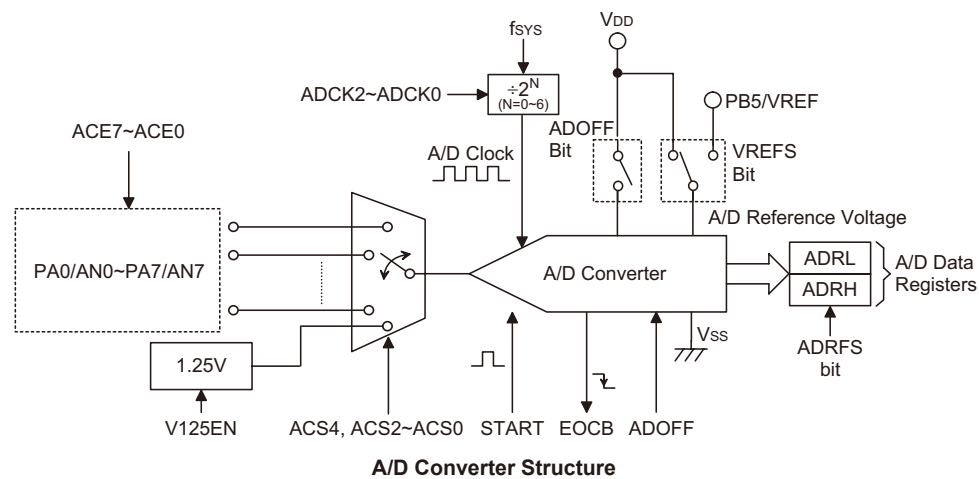 fSYS
VDD
÷2N
(N=0~6)
ADCK2~ADCK0
PB5/VREF
ACE7~ACE0
ADOFF
Bit
VREFS
Bit
A/D Clock
A/D Reference Voltage
PA0/AN0~PA7/AN7
A/D Converter
ADRL
ADRH
A/D Data
Registers
VSS
1.25V
ADRFS
bit
V125EN
ACS4, ACS2~ACS0
START
EOCB
ADOFF
A/D Converter Structure